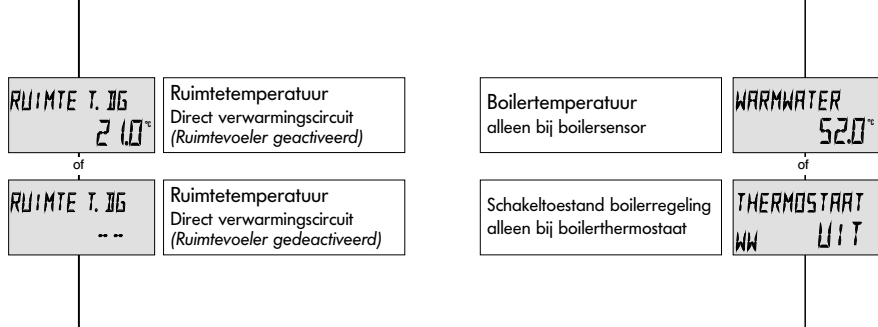 RUIMTE T. DG
21.0°C
Ruimtetemperatuur
Direct verwarmingscircuit
(Ruimtevoeler geactiveerd)
of
RUIMTE T. DG
-- --
Ruimtetemperatuur
Direct verwarmingscircuit
(Ruimtevoeler gedeactiveerd)
Boilertemperatuur
alleen bij boilersensor
WARMWATER
52.0°C
of
Schakeltoestand boilerregeling
alleen bij boilerthermostaat
THERMOSTAAT
WW UIT